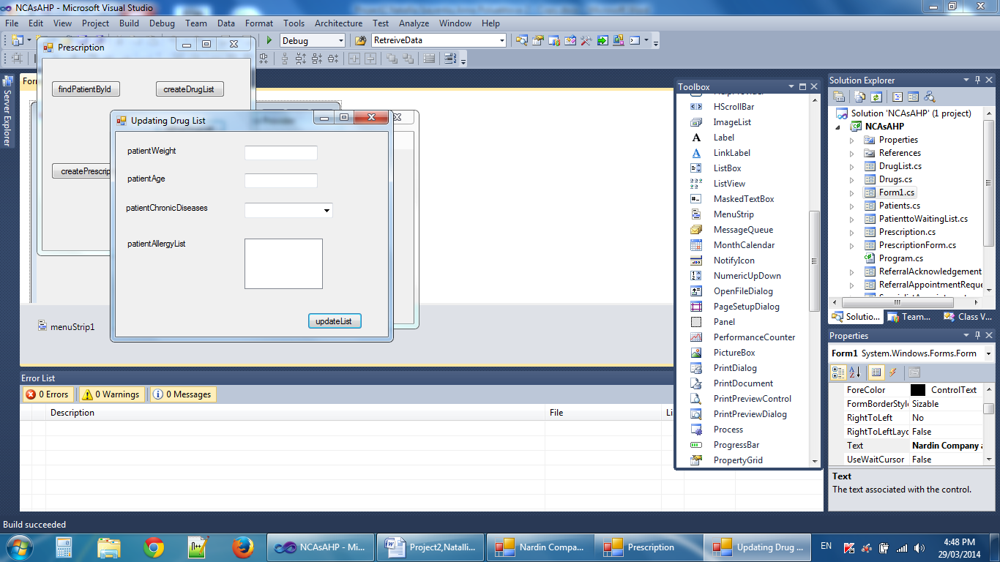 NCAsAHP - Microsoft Visual Studio
File Edit View Project Build Debug Team Data Format Tools Architecture Test Analyze Window Help
Debug RetreiveData
Prescription
findPatientById createDrugList
Updating Drug List
patientWeight
patientAge
patientChronicDiseases
patientAllergyList
updateList
createPrescrip
menuStrip1
Server Explorer
Toolbox
HScrollBar
ImageList
Label
LinkLabel
ListBox
ListView
MaskedTextBox
MenuStrip
MessageQueue
MonthCalendar
NotifyIcon
NumericUpDown
OpenFileDialog
PageSetupDialog
Panel
PerformanceCounter
PictureBox
PrintDialog
PrintDocument
PrintPreviewControl
PrintPreviewDialog
Process
ProgressBar
PropertyGrid
Solution Explorer
Solution 'NCAsAHP' (1 project)
NCAsAHP
Properties
References
DrugList.cs
Drugs.cs
Form1.cs
Patients.cs
PatienttoWaitingList.cs
Prescription.cs
PrescriptionForm.cs
Program.cs
ReferralAcknowledgement
ReferralAppointmentReque
Solutio... Team... Class V...
Properties
Form1 System.Windows.Forms.Form
ForeColor ControlText
FormBorderStyle Sizable
RightToLeft No
RightToLeftLayo False
Text Nardin Company a
UseWaitCursor False
Text
The text associated with the control.
Error List
0 Errors 0 Warnings 0 Messages
Description File Li
Build succeeded
NCAsAHP - Mi... Project2,Natalli... Nardin Compa... Prescription Updating Drug ... EN 4:48 PM
29/03/2014